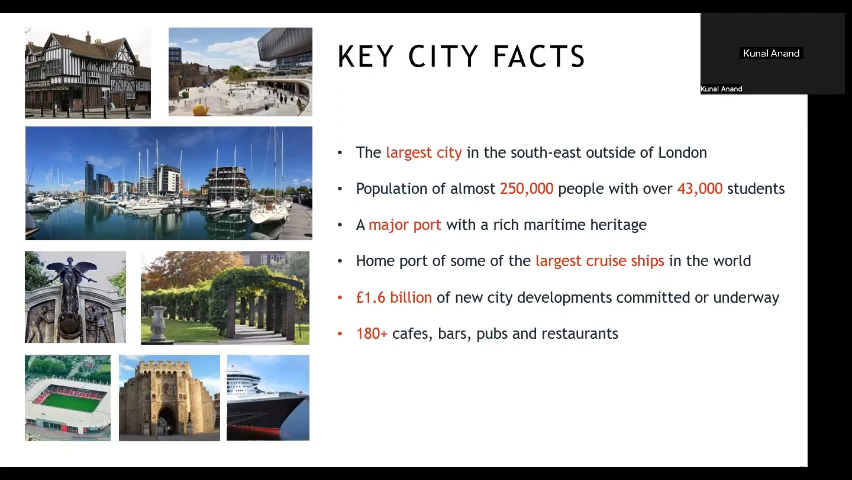 KEY CITY FACTS
Kunal Anand
Kunal Anand
• The largest city in the south-east outside of London
• Population of almost 250,000 people with over 43,000 students
• A major port with a rich maritime heritage
• Home port of some of the largest cruise ships in the world
• £1.6 billion of new city developments committed or underway
• 180+ cafes, bars, pubs and restaurants